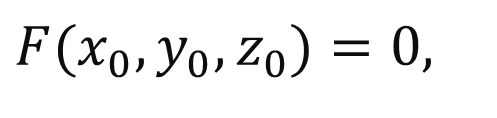 F(x₀, y₀, z₀) = 0,